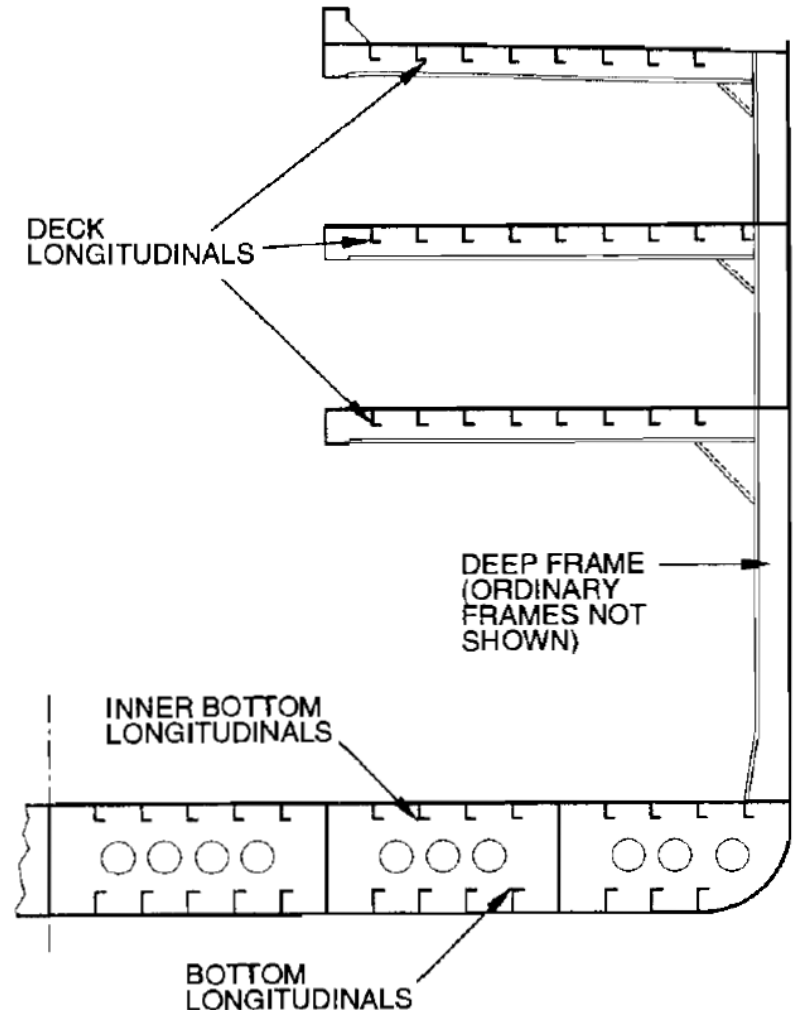 DECK
LONGITUDINALS
DEEP FRAME
(ORDINARY
FRAMES NOT
SHOWN)
INNER BOTTOM
LONGITUDINALS
BOTTOM
LONGITUDINALS